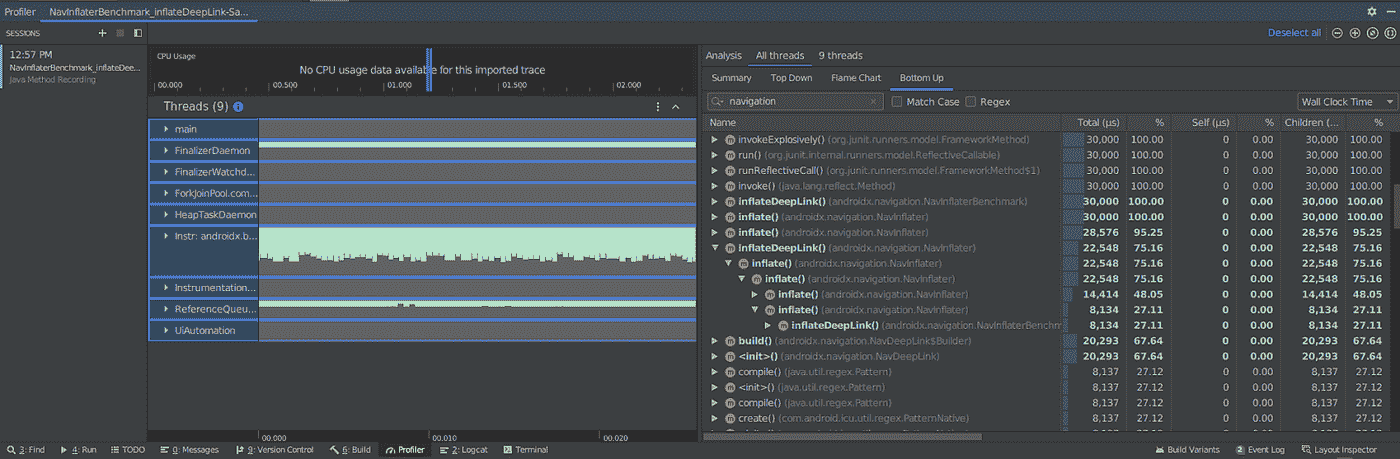 Profiler NavInflaterBenchmark_inflateDeepLink-Sa...
SESSIONS
Deselect all
12:57 PM
NavInflaterBenchmark_inflateDee...
Java Method Recording
CPU Usage
No CPU usage data available for this imported trace
00.000 00.500 01.000 01.500 02.000
Threads (9)
main
FinalizerDaemon
FinalizerWatchd...
ForkJoinPool.com...
HeapTaskDaemon
Instr: androidx.b...
Instrumentation...
ReferenceQueu...
UiAutomation
00.000 00.010 00.020
Analysis All threads 9 threads
Summary Top Down Flame Chart Bottom Up
navigation Match Case Regex Wall Clock Time
Name Total (μs) % Self (μs) % Children (... %
invokeExplosively() (org.junit.runners.model.FrameworkMethod) 30,000 100.00 0 0.00 30,000 100.00
run() (org.junit.internal.runners.model.ReflectiveCallable) 30,000 100.00 0 0.00 30,000 100.00
runReflectiveCall() (org.junit.runners.model.FrameworkMethod$1) 30,000 100.00 0 0.00 30,000 100.00
invoke() (java.lang.reflect.Method) 30,000 100.00 0 0.00 30,000 100.00
inflateDeepLink() (androidx.navigation.NavInflaterBenchmark) 30,000 100.00 0 0.00 30,000 100.00
inflate() (androidx.navigation.NavInflater) 30,000 100.00 0 0.00 30,000 100.00
inflate() (androidx.navigation.NavInflater) 28,576 95.25 0 0.00 28,576 95.25
inflateDeepLink() (androidx.navigation.NavInflater) 22,548 75.16 0 0.00 22,548 75.16
inflate() (androidx.navigation.NavInflater) 22,548 75.16 0 0.00 22,548 75.16
inflate() (androidx.navigation.NavInflater) 22,548 75.16 0 0.00 22,548 75.16
inflate() (androidx.navigation.NavInflater) 14,414 48.05 0 0.00 14,414 48.05
inflate() (androidx.navigation.NavInflater) 8,134 27.11 0 0.00 8,134 27.11
inflateDeepLink() (androidx.navigation.NavInflaterBenchm 8,134 27.11 0 0.00 8,134 27.11
build() (androidx.navigation.NavDeepLink$Builder) 20,293 67.64 0 0.00 20,293 67.64
<init>() (androidx.navigation.NavDeepLink) 20,293 67.64 0 0.00 20,293 67.64
compile() (java.util.regex.Pattern) 8,137 27.12 0 0.00 8,137 27.12
<init>() (java.util.regex.Pattern) 8,137 27.12 0 0.00 8,137 27.12
compile() (java.util.regex.Pattern) 8,137 27.12 0 0.00 8,137 27.12
create() (com.android.icu.util.regex.PatternNative) 8,137 27.12 0 0.00 8,137 27.12
3: Find 4: Run TODO 0: Messages 9: Version Control 6: Build Profiler 2: Logcat Terminal Build Variants 2 Event Log Layout Inspector